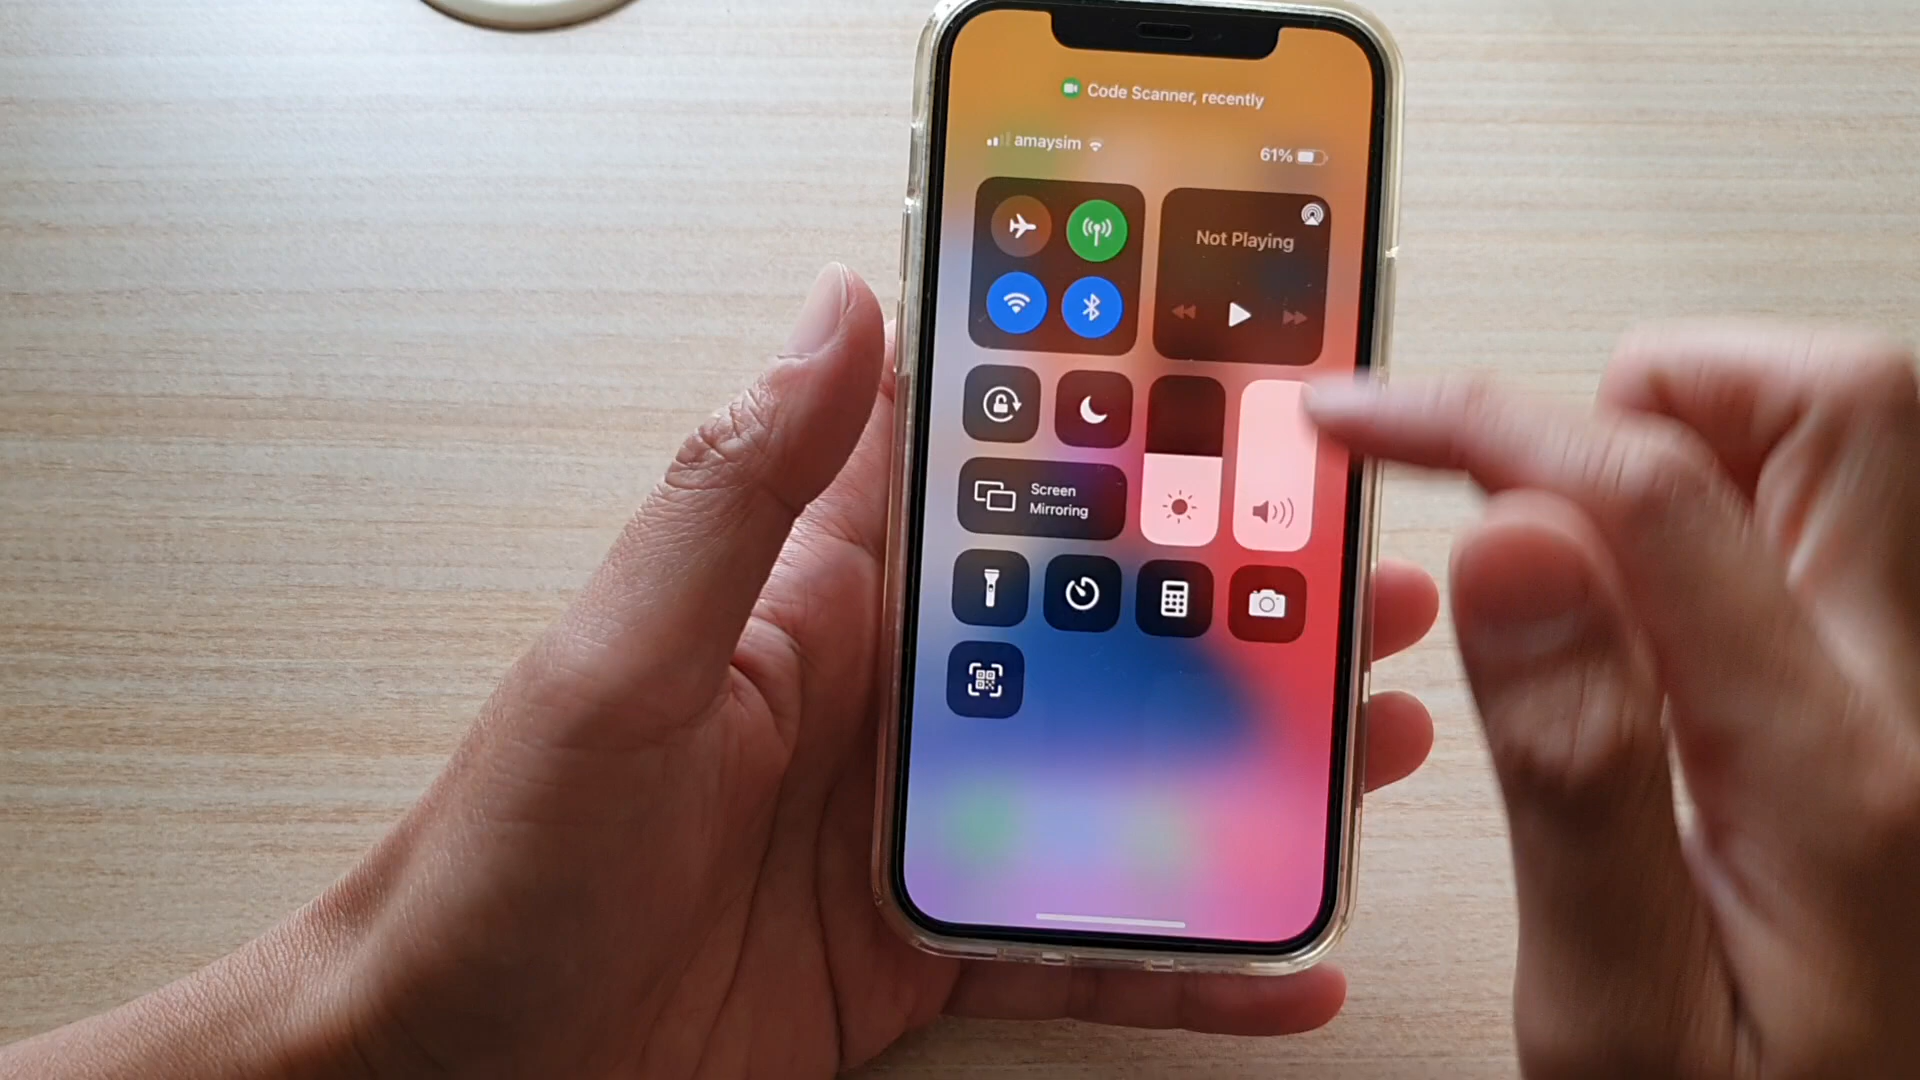 Code Scanner, recently
amaysim
61%
Not Playing
Screen
Mirroring